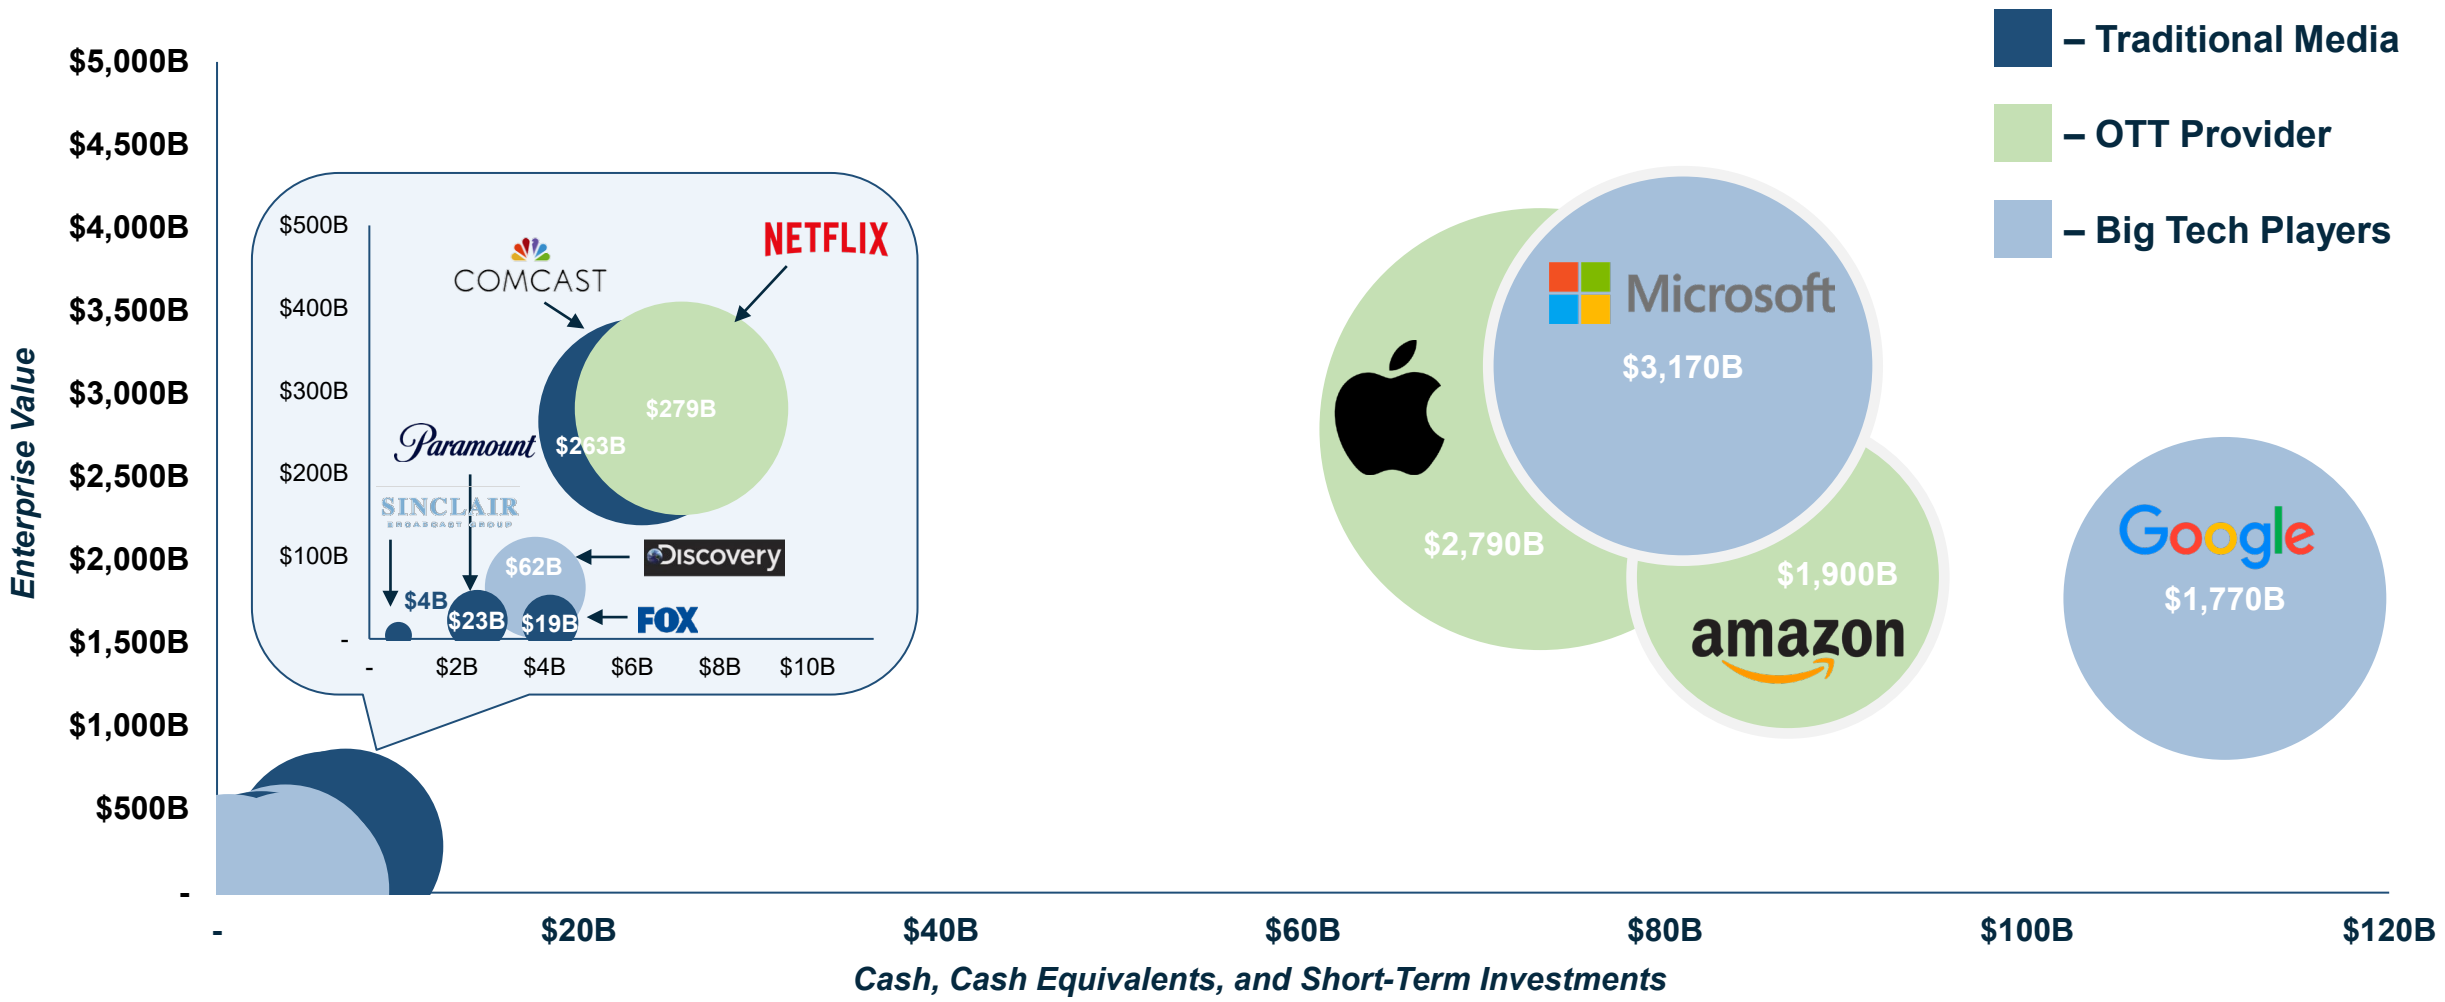 – Traditional Media
– OTT Provider
– Big Tech Players
Enterprise Value
$5,000B
$4,500B
$4,000B
$3,500B
$3,000B
$2,500B
$2,000B
$1,500B
$1,000B
$500B
-
$500B
$400B
$300B
$200B
$100B
-
COMCAST
NETFLIX
$279B
$263B
Paramount
SINCLAIR
BROADCAST GROUP
$62B
Discovery
$4B
$23B
$19B
FOX
-
$2B
$4B
$6B
$8B
$10B
Microsoft
$3,170B
$2,790B
$1,900B
amazon
Google
$1,770B
-
$20B
$40B
$60B
$80B
$100B
$120B
Cash, Cash Equivalents, and Short-Term Investments